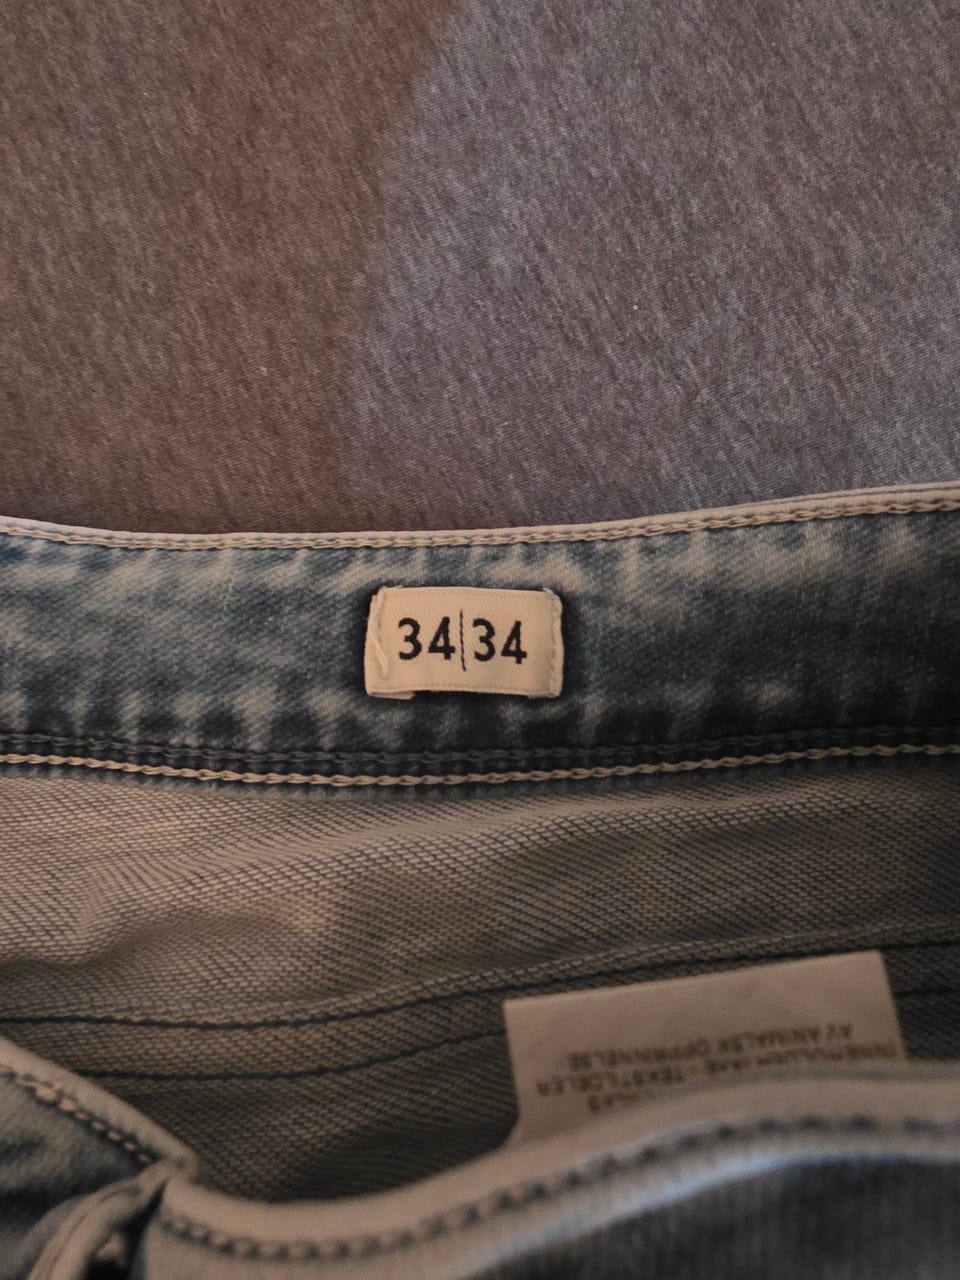 34|34
TEKSTILDELER
AV ANIMALSK OPPRINNELSE